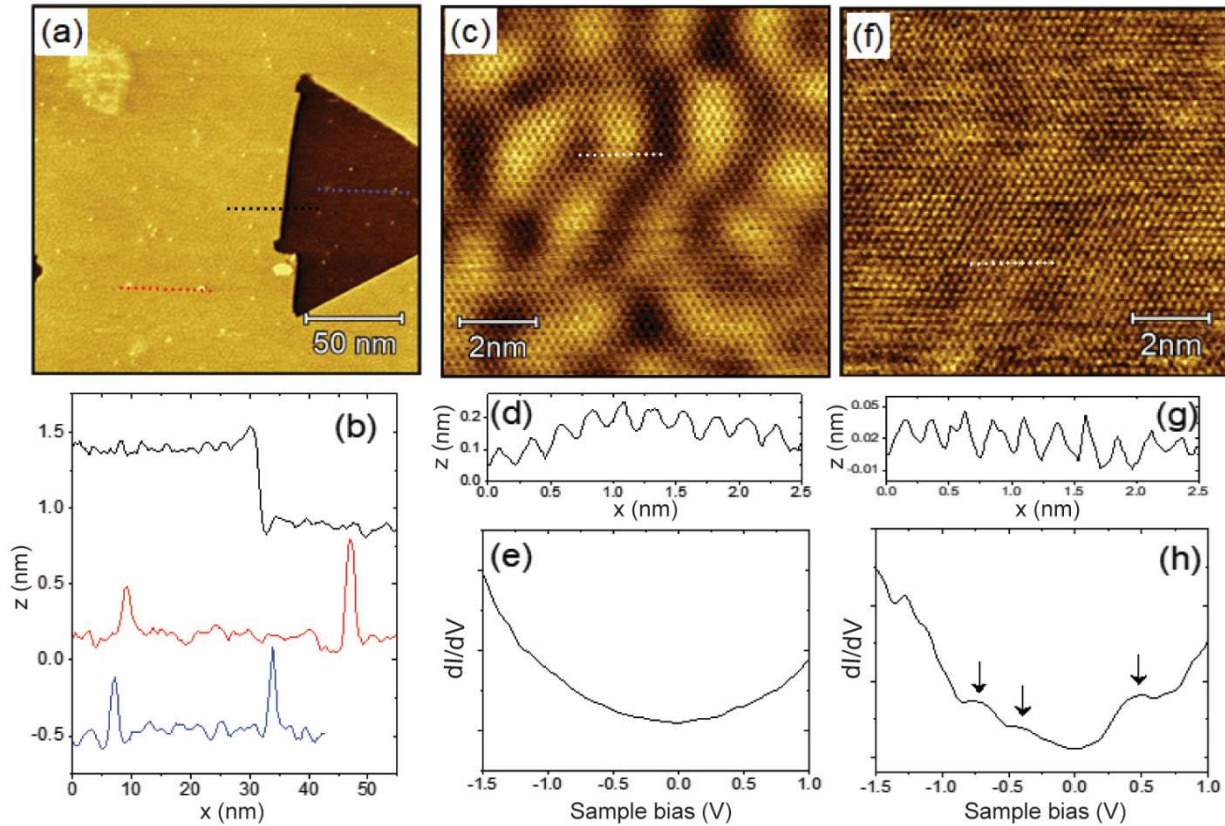 (a)
50 nm
(c)
2nm
(f)
2nm
(b)
1.5
1.0
0.5
0.0
-0.5
z (nm)
0 10 20 30 40 50
x (nm)
(d)
0.2
0.1
0.0
z (nm)
0.0 0.5 1.0 1.5 2.0 2.5
x (nm)
(g)
0.05
0.02
-0.01
z (nm)
0.0 0.5 1.0 1.5 2.0 2.5
x (nm)
(e)
dI/dV
-1.5 -1.0 -0.5 0.0 0.5 1.0
Sample bias (V)
(h)
dI/dV
-1.5 -1.0 -0.5 0.0 0.5 1.0
Sample bias (V)